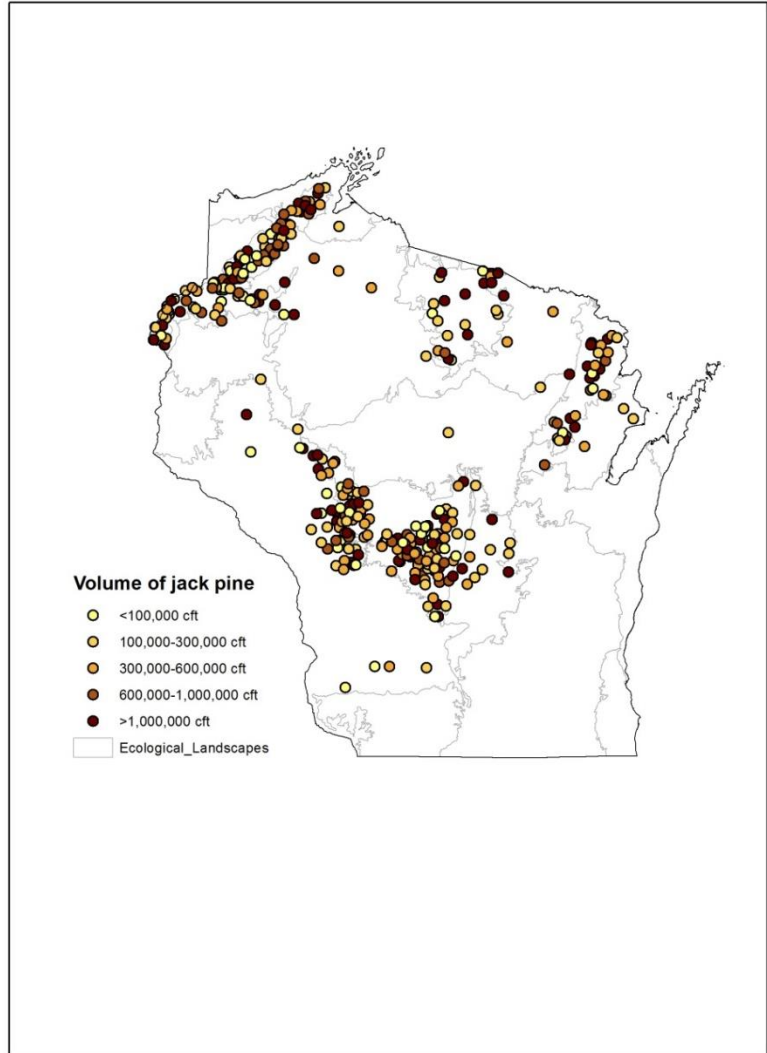 Volume of jack pine
<100,000 cft
100,000-300,000 cft
300,000-600,000 cft
600,000-1,000,000 cft
>1,000,000 cft
Ecological_Landscapes